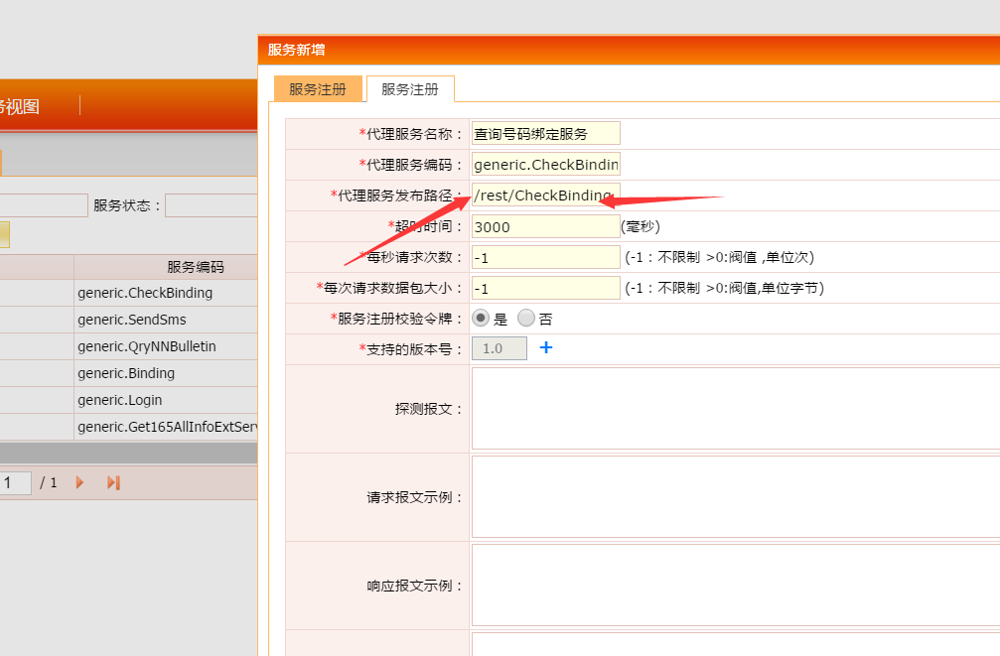 服务新增
务视图
服务注册 服务注册
*代理服务名称： 查询号码绑定服务
*代理服务编码： generic.CheckBindin
*代理服务发布路径： /rest/CheckBinding
*超时时间： 3000 (毫秒)
*每秒请求次数： -1 (-1：不限制 >0:阀值 ,单位次)
*每次请求数据包大小： -1 (-1：不限制 >0:阀值,单位字节)
*服务注册校验令牌： 是 否
*支持的版本号： 1.0 +
探测报文：
请求报文示例：
响应报文示例：
服务状态：
服务编码
generic.CheckBinding
generic.SendSms
generic.QryNNBulletin
generic.Binding
generic.Login
generic.Get165AllInfoExtSer
1 / 1